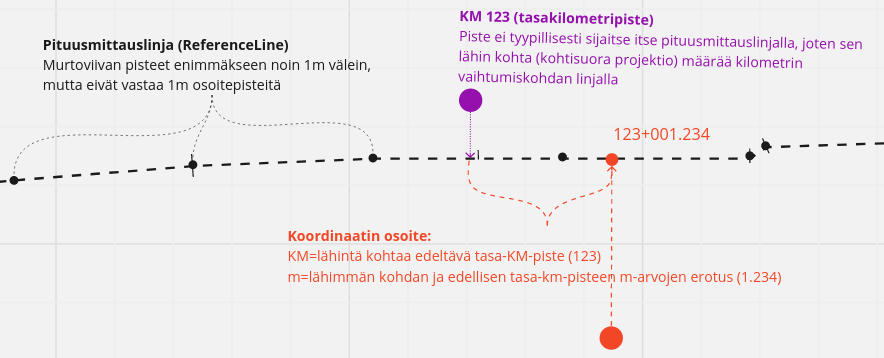 KM 123 (tasakilometripiste)
Piste ei tyypillisesti sijaitse itse pituusmittauslinjalla, joten sen
lähin kohta (kohtisuora projektio) määrää kilometrin
vaihtumiskohdan linjalla
Pituusmittauslinja (ReferenceLine)
Murtoviivan pisteet enimmäkseen noin 1m välein,
mutta eivät vastaa 1m osoitepisteitä
123+001.234
Koordinaatin osoite:
KM=lähintä kohtaa edeltävä tasa-KM-piste (123)
m=lähimmän kohdan ja edellisen tasa-km-pisteen m-arvojen erotus (1.234)